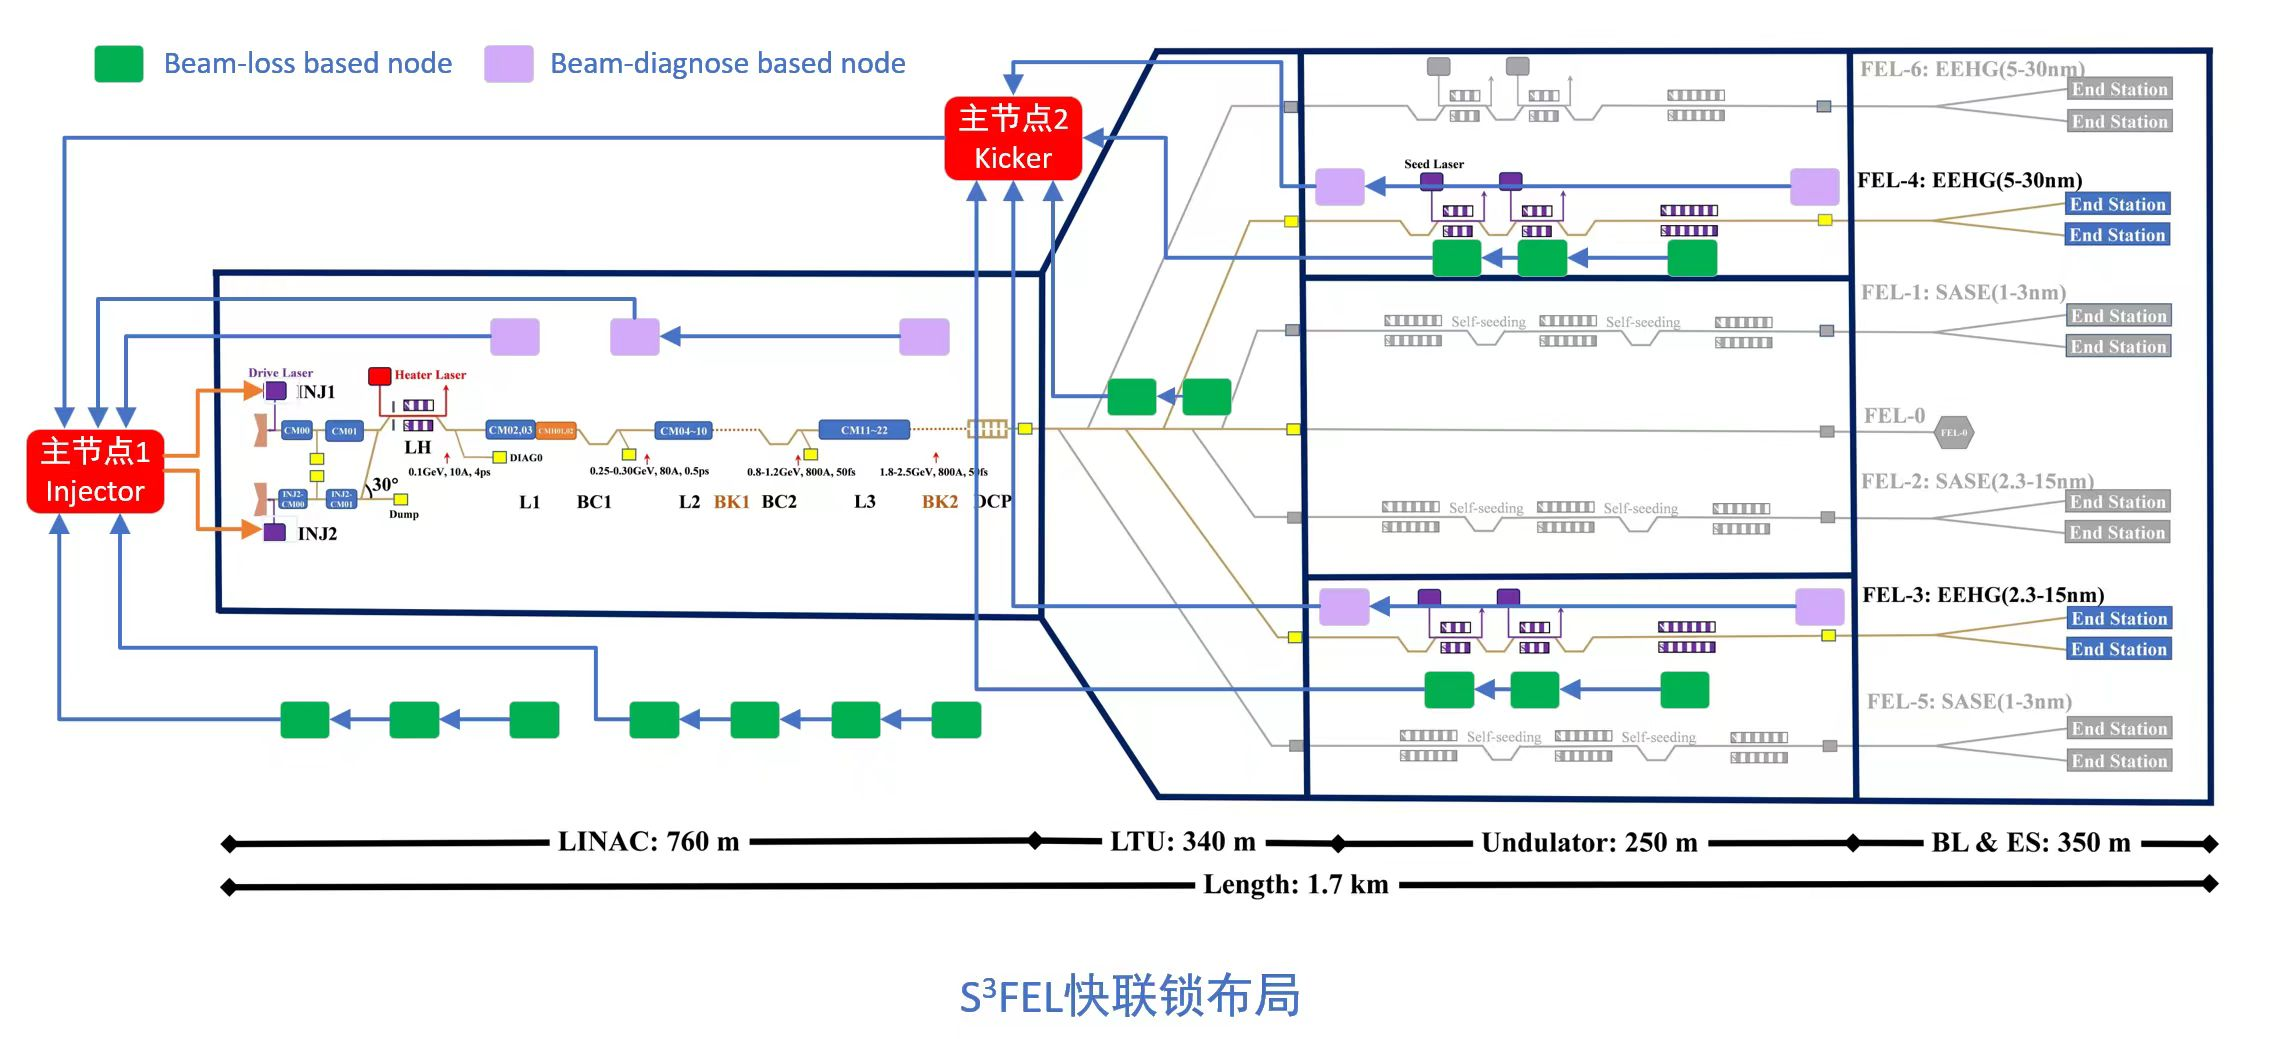 Beam-loss based node
Beam-diagnose based node
主节点2
Kicker
主节点1
Injector
Drive Laser
INJ1
Heater Laser
CM00
CM01
LH
CM02,03
CMH01,02
CM04~10
CM11~22
DIAG0
0.1GeV, 10A, 4ps
0.25-0.30GeV, 80A, 0.5ps
0.8-1.2GeV, 800A, 50fs
1.8-2.5GeV, 800A, 50fs
INJ2-
CM00
INJ2-
CM01
30°
Dump
INJ2
L1
BC1
L2
BK1
BC2
L3
BK2
DCP
FEL-6: EEHG(5-30nm)
End Station
End Station
Seed Laser
FEL-4: EEHG(5-30nm)
End Station
End Station
FEL-1: SASE(1-3nm)
Self-seeding
Self-seeding
End Station
End Station
FEL-0
FEL-0
FEL-2: SASE(2.3-15nm)
Self-seeding
Self-seeding
End Station
End Station
FEL-3: EEHG(2.3-15nm)
End Station
End Station
FEL-5: SASE(1-3nm)
Self-seeding
Self-seeding
End Station
End Station
LINAC: 760 m
LTU: 340 m
Undulator: 250 m
BL & ES: 350 m
Length: 1.7 km
S³FEL快联锁布局